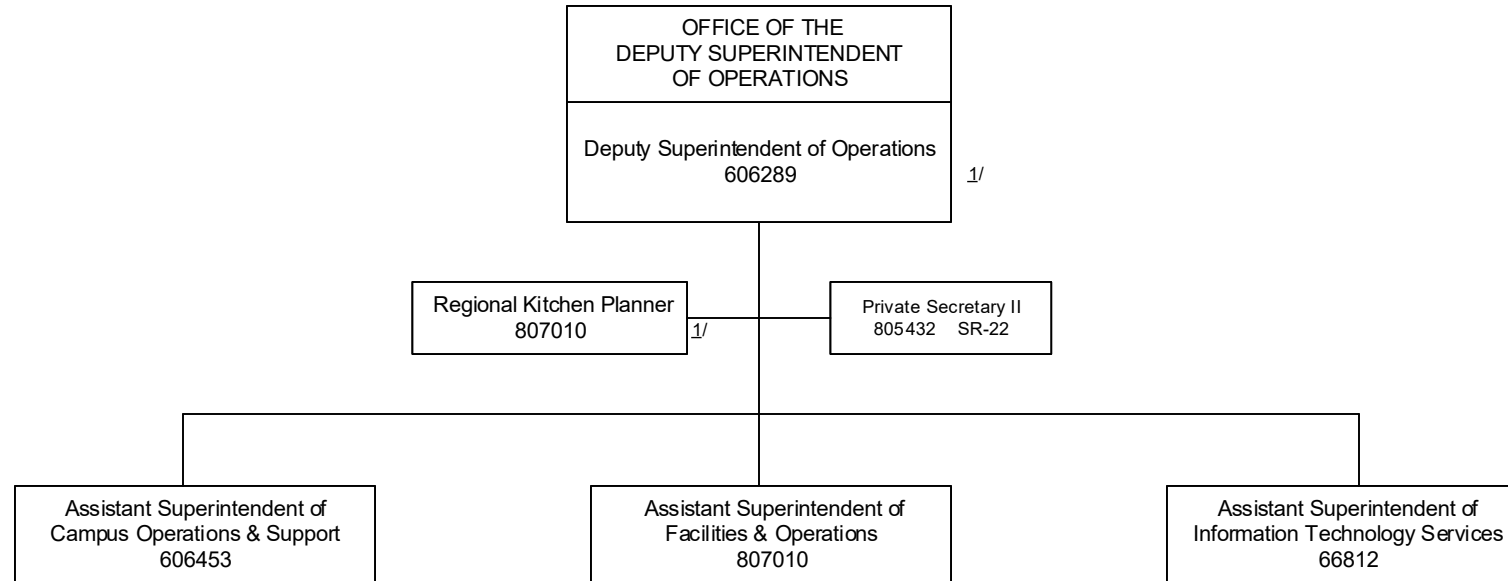 OFFICE OF THE
DEPUTY SUPERINTENDENT
OF OPERATIONS
Deputy Superintendent of Operations
606289
1/
Regional Kitchen Planner
807010
1/
Private Secretary II
805432 SR-22
Assistant Superintendent of
Campus Operations & Support
606453
Assistant Superintendent of
Facilities & Operations
807010
Assistant Superintendent of
Information Technology Services
66812